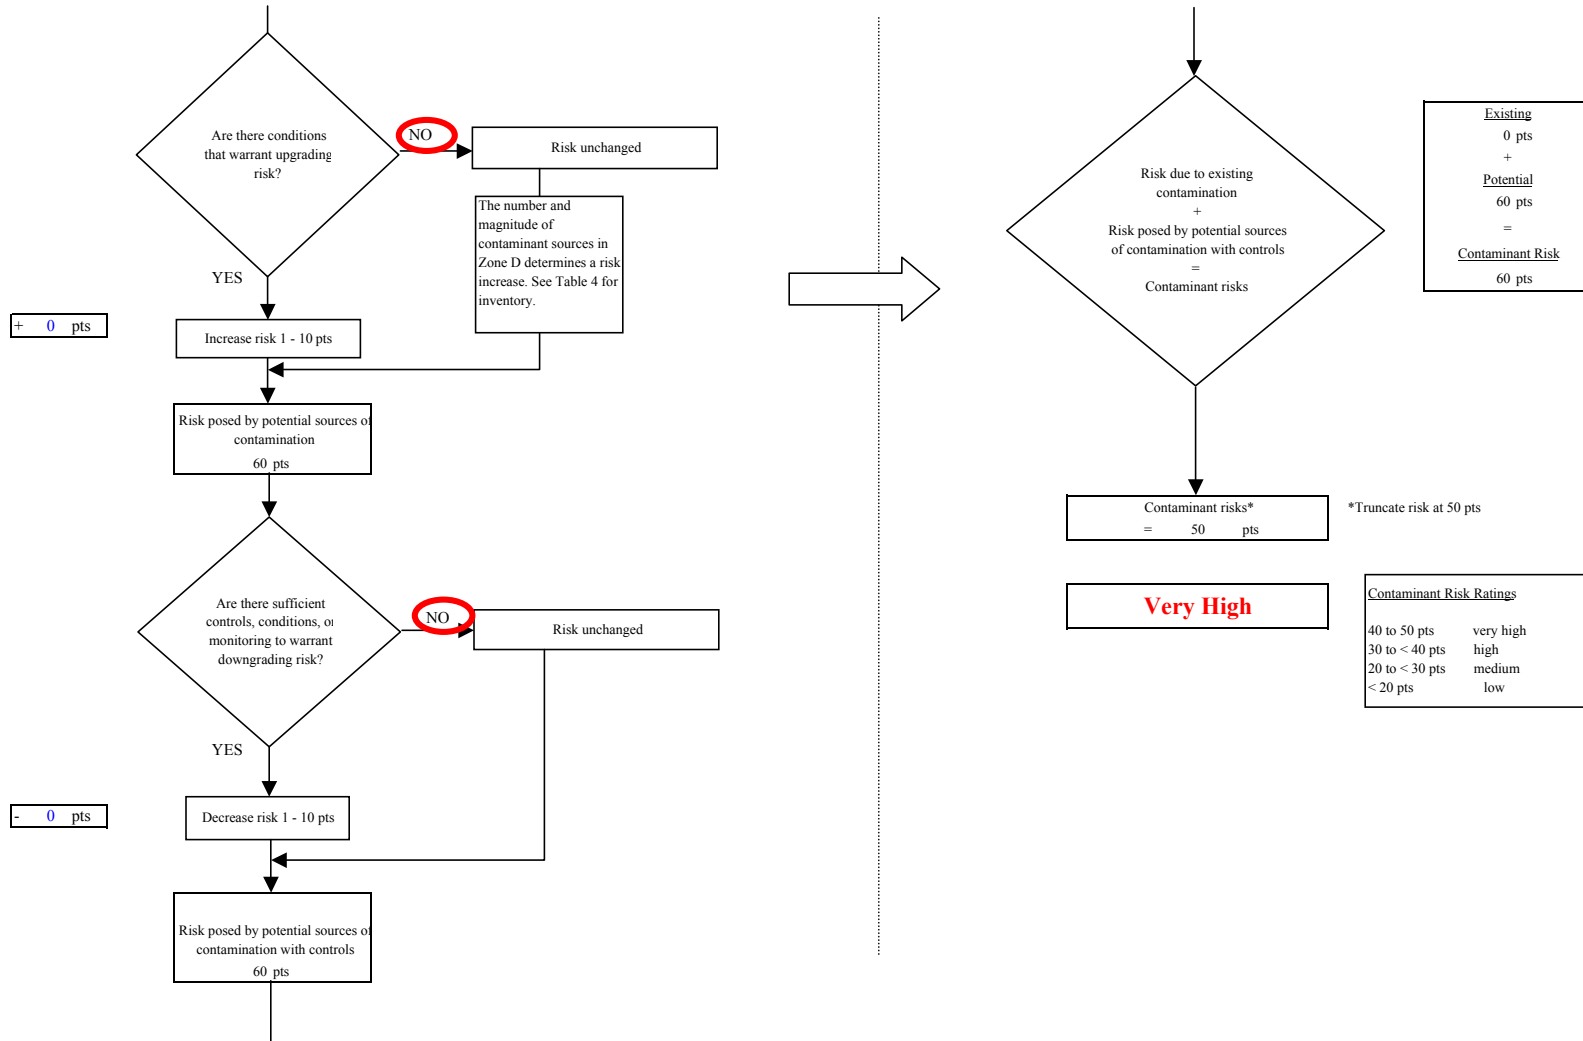 Are there conditions
that warrant upgrading
risk?
NO
Risk unchanged
The number and
magnitude of
contaminant sources in
Zone D determines a risk
increase. See Table 4 for
inventory.
YES
+ 0 pts
Increase risk 1 - 10 pts
Risk posed by potential sources of
contamination
60 pts
Are there sufficient
controls, conditions, or
monitoring to warrant
downgrading risk?
NO
Risk unchanged
YES
- 0 pts
Decrease risk 1 - 10 pts
Risk posed by potential sources of
contamination with controls
60 pts
Risk due to existing
contamination
+
Risk posed by potential sources
of contamination with controls
=
Contaminant risks
Existing
0 pts
+
Potential
60 pts
=
Contaminant Risk
60 pts
Contaminant risks*
= 50 pts
*Truncate risk at 50 pts
Very High
Contaminant Risk Ratings
40 to 50 pts very high
30 to < 40 pts high
20 to < 30 pts medium
< 20 pts low